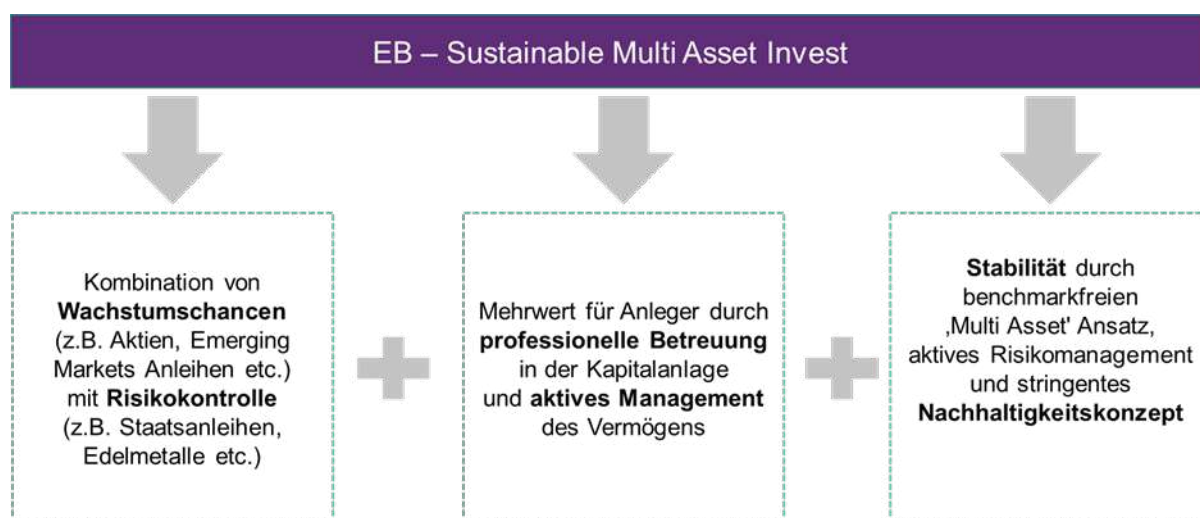 EB – Sustainable Multi Asset Invest
Kombination von
Wachstumschancen
(z.B. Aktien, Emerging
Markets Anleihen etc.)
mit Risikokontrolle
(z.B. Staatsanleihen,
Edelmetalle etc.)
Mehrwert für Anleger durch
professionelle Betreuung
in der Kapitalanlage
und aktives Management
des Vermögens
Stabilität durch
benchmarkfreien
‚Multi Asset' Ansatz,
aktives Risikomanagement
und stringentes
Nachhaltigkeitskonzept